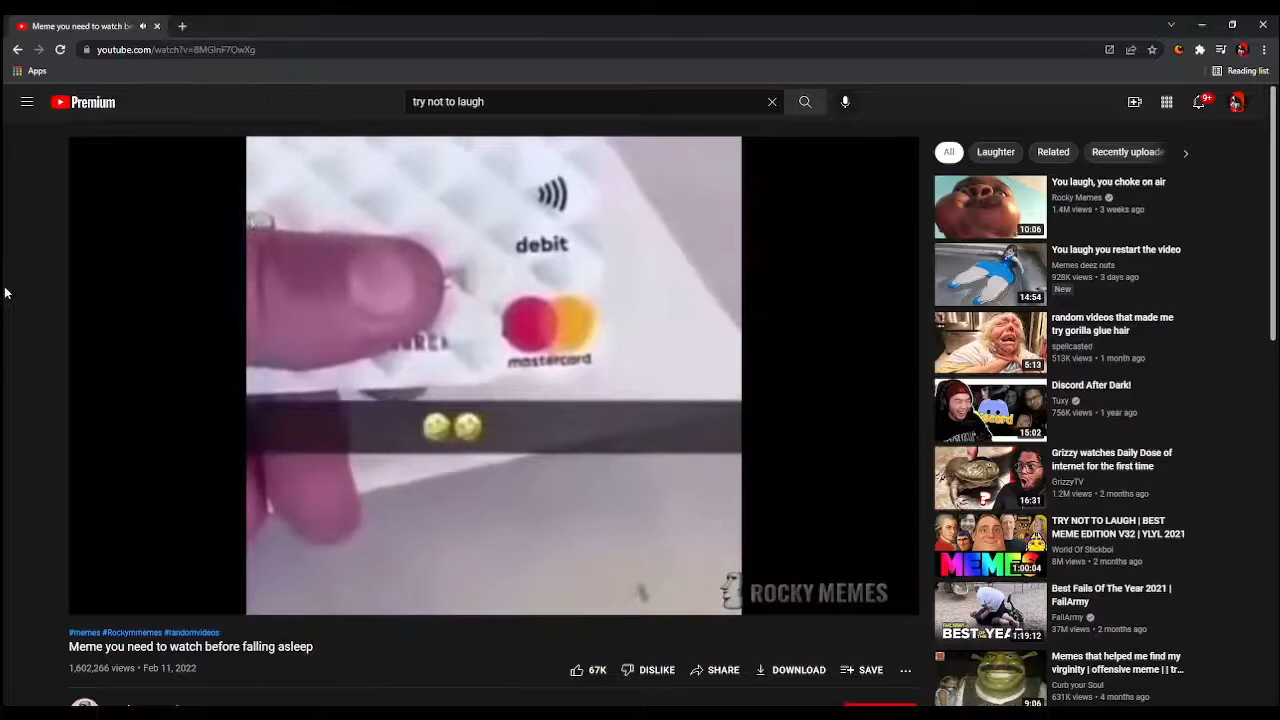 Meme you need to watch be
youtube.com/watch?v=8MGlnF7OwXg
Apps
Reading list
Premium
try not to laugh
9+
debit
mastercard
ROCKY MEMES
#memes #Rockymmemes #randomvideos
Meme you need to watch before falling asleep
1,602,266 views • Feb 11, 2022
67K
DISLIKE
SHARE
DOWNLOAD
SAVE
All
Laughter
Related
Recently uploade
10:06
You laugh, you choke on air
Rocky Memes
1.4M views • 3 weeks ago
14:54
You laugh you restart the video
Memes deez nuts
928K views • 3 days ago
New
5:13
random videos that made me
try gorilla glue hair
spellcasted
513K views • 1 month ago
15:02
Discord After Dark!
Tuxy
756K views • 1 year ago
?
16:31
Grizzy watches Daily Dose of
internet for the first time
GrizzyTV
1.2M views • 2 months ago
MEMES
1:00:04
TRY NOT TO LAUGH | BEST
MEME EDITION V32 | YLYL 2021
World Of Stickboi
8M views • 2 months ago
FAILARMY
BEST OF THE YEA
1:19:12
Best Fails Of The Year 2021 |
FailArmy
FailArmy
37M views • 2 months ago
9:06
Memes that helped me find my
virginity | offensive meme | | tr...
Curb your Soul
631K views • 4 months ago